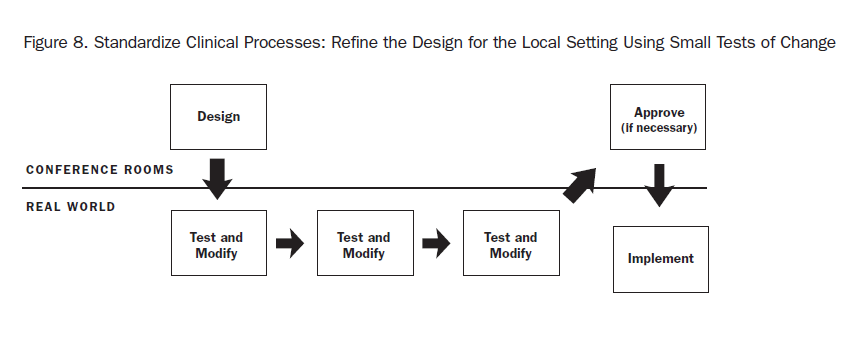 Figure 8. Standardize Clinical Processes: Refine the Design for the Local Setting Using Small Tests of Change
Design
Approve
(if necessary)
CONFERENCE ROOMS
REAL WORLD
Test and
Modify
Test and
Modify
Test and
Modify
Implement